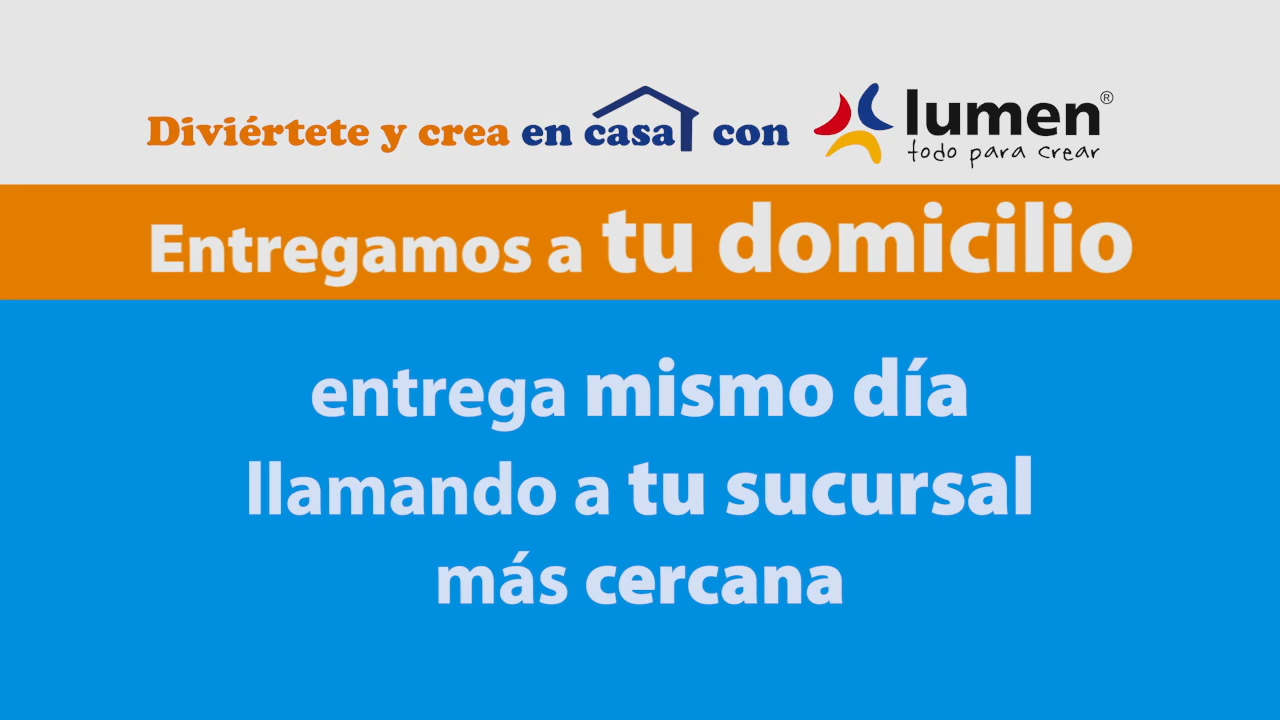 Diviértete y crea en casa con lumen®
todo para crear
Entregamos a tu domicilio
entrega mismo día
llamando a tu sucursal
más cercana